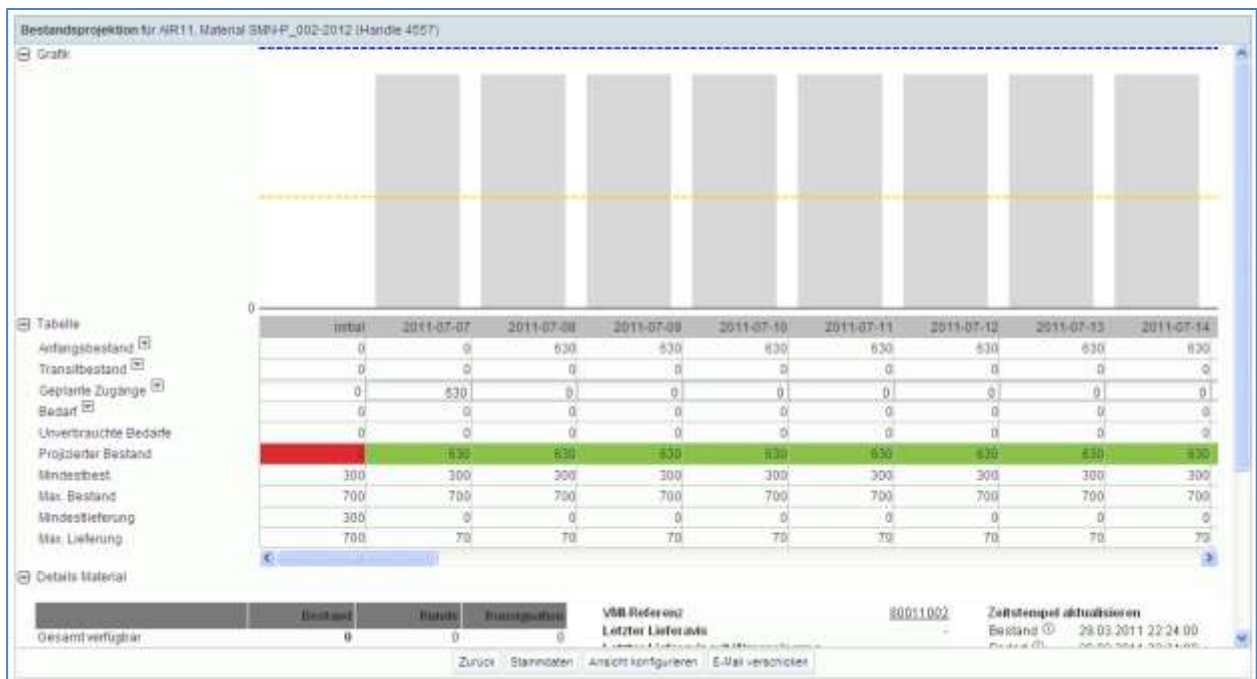 Bestandsprojektion für AIR11, Material SMN-P_002-2012 (Handle 4557)
Grafik
0
Tabelle Initial 2011-07-07 2011-07-08 2011-07-09 2011-07-10 2011-07-11 2011-07-12 2011-07-13 2011-07-14
Anfangsbestand 0 0 630 630 630 630 630 630 630
Transitbestand 0 0 0 0 0 0 0 0 0
Geplante Zugänge 0 630 0 0 0 0 0 0 0
Bedarf 0 0 0 0 0 0 0 0 0
Unverbrauchte Bedarfe 0 0 0 0 0 0 0 0 0
Projizierter Bestand 630 630 630 630 630 630 630 630
Mindestbest. 300 300 300 300 300 300 300 300 300
Max. Bestand 700 700 700 700 700 700 700 700 700
Mindestlieferung 300 0 0 0 0 0 0 0 0
Max. Lieferung 700 70 70 70 70 70 70 70 70
Details Material
Bestand Kunde Konsignation VMI-Referenz 80011002 Zeitstempel aktualisieren
Gesamt verfügbar 0 0 0 Letzter Lieferavis - Bestand 29.03.2011 22:24:00
Zurück Stammdaten Ansicht konfigurieren E-Mail verschicken